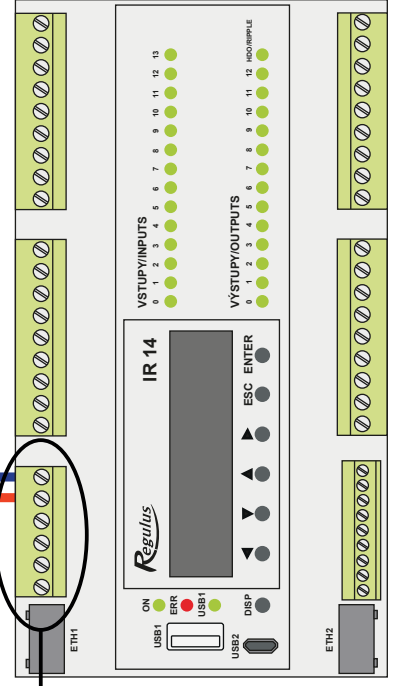 ETH1
ETH2
ON
ERR
USB1
DISP
USB1
USB2
Regulus
IR 14
ESC
ENTER
VSTUPY/INPUTS
0 1 2 3 4 5 6 7 8 9 10 11 12 13
VÝSTUPY/OUTPUTS
0 1 2 3 4 5 6 7 8 9 10 11 12 HDO/RIPPLE